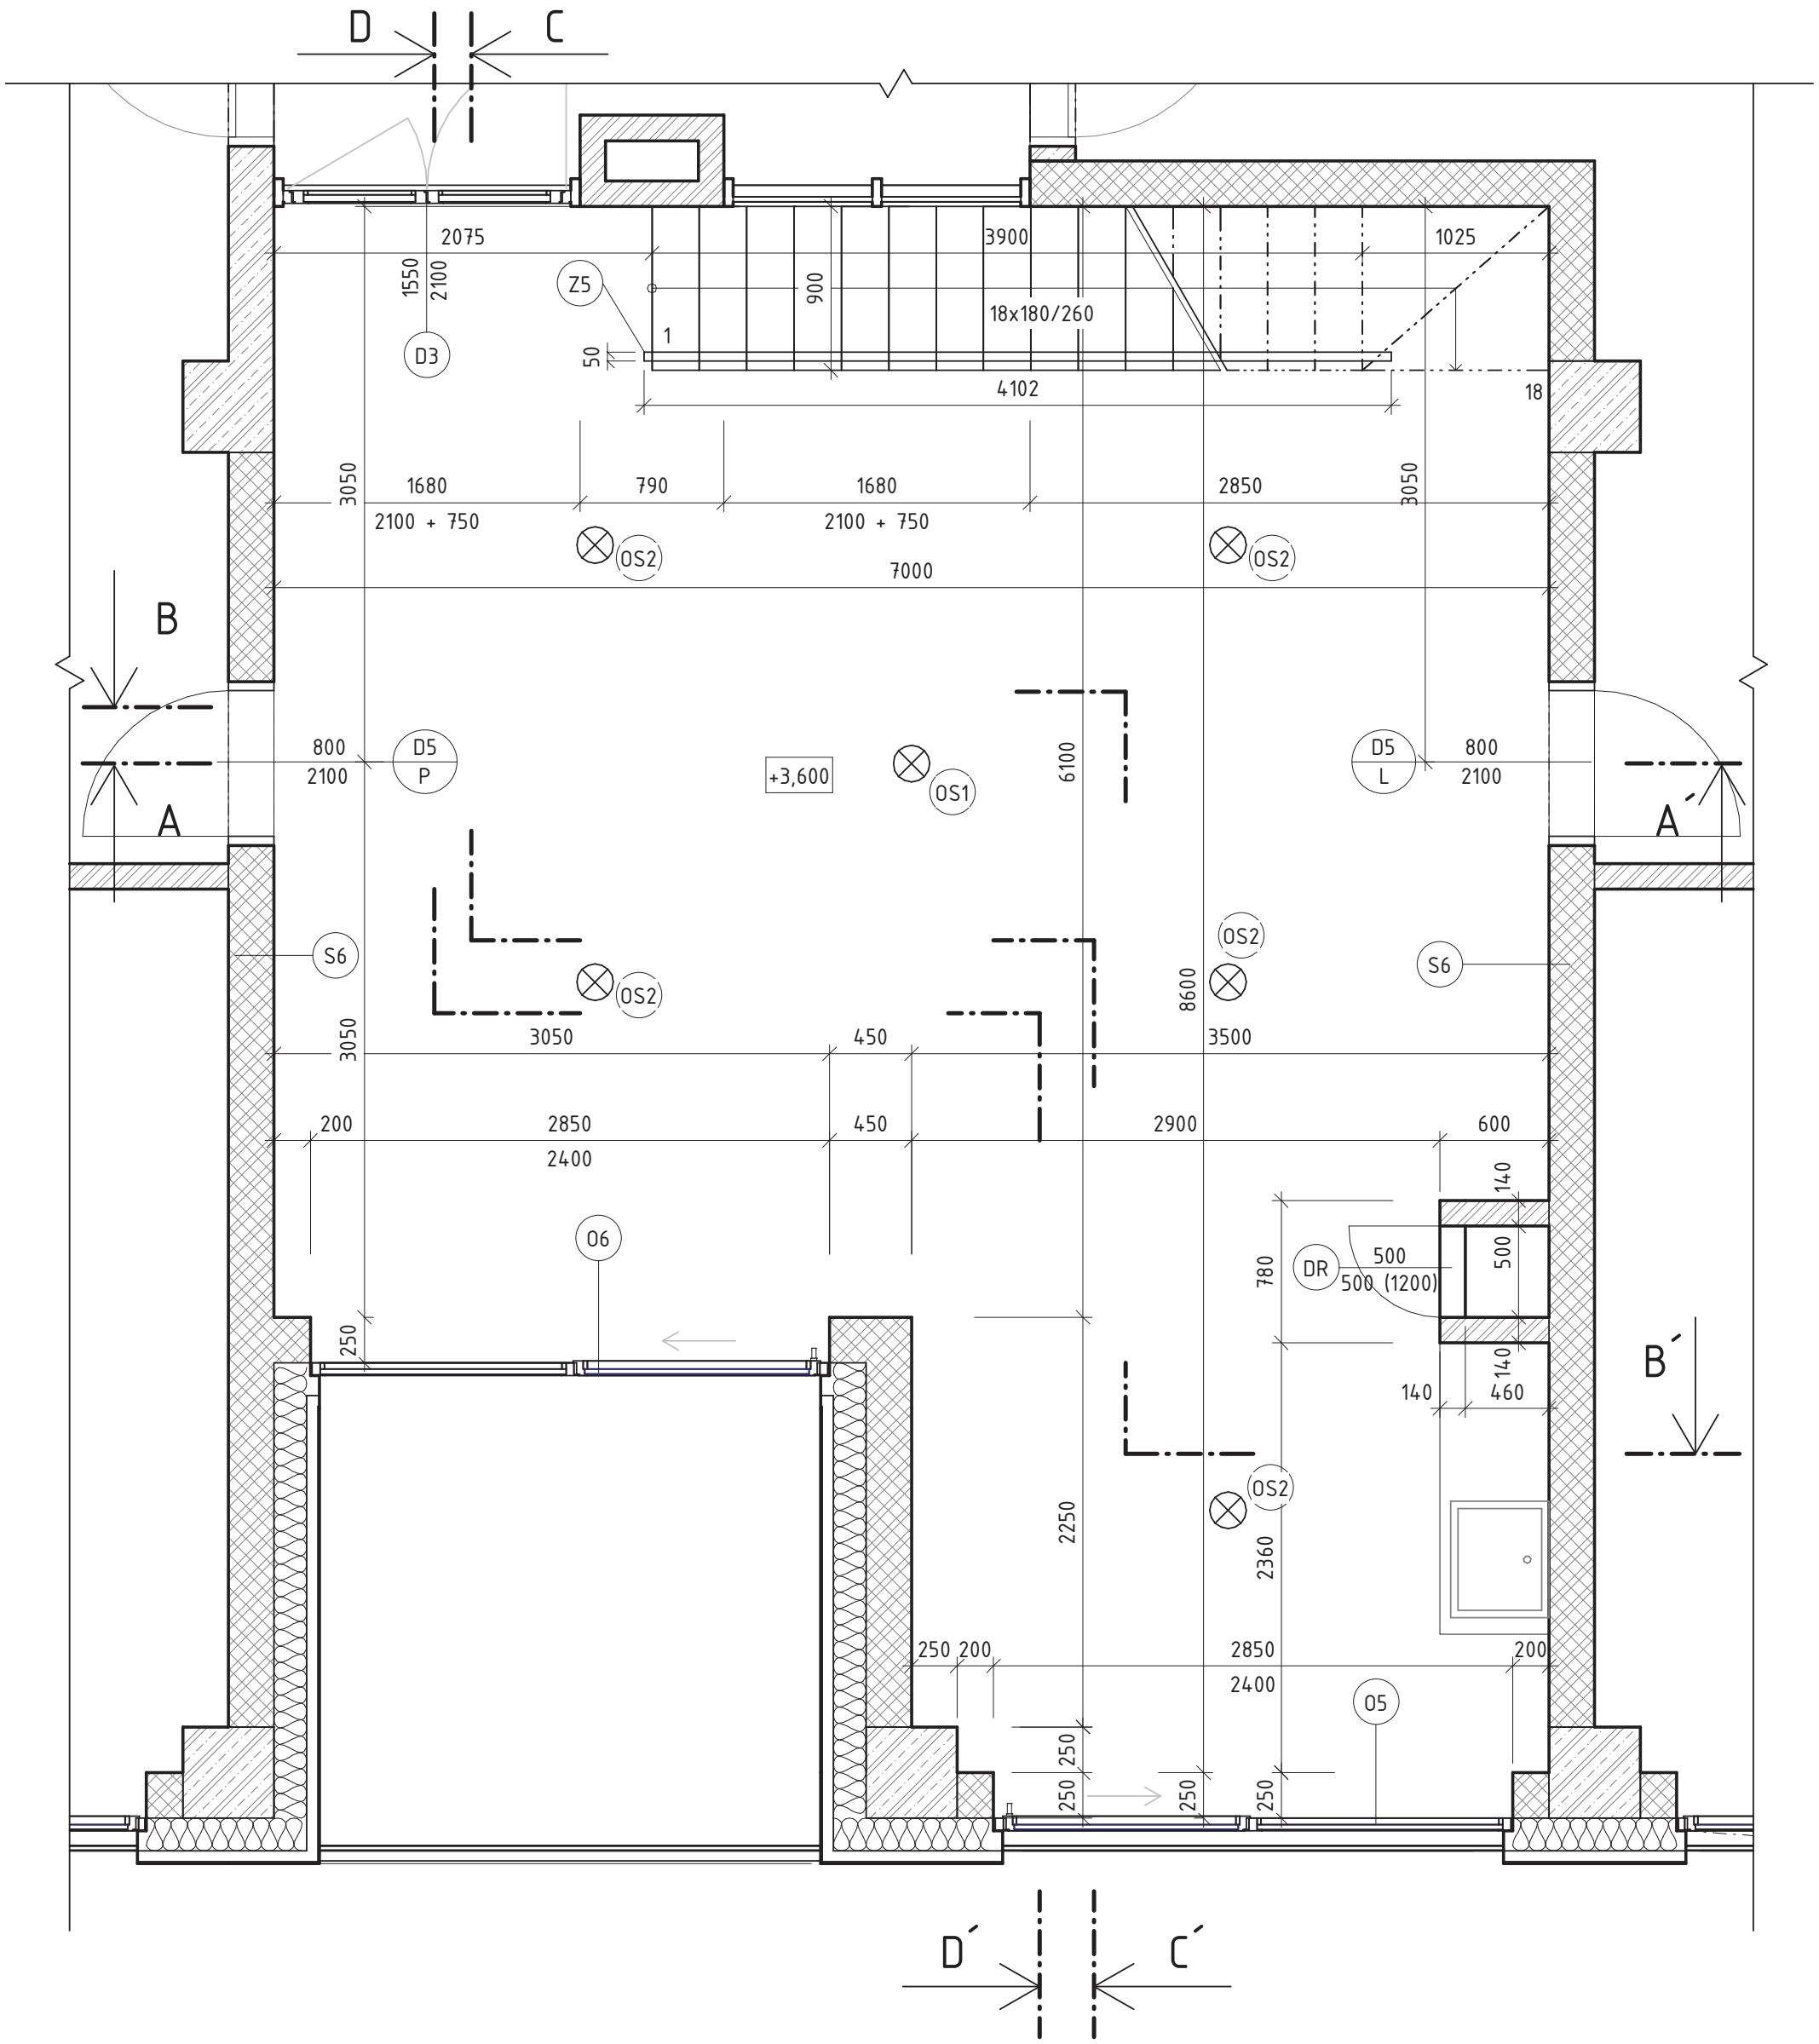 D
C
2075
3900
1025
1550
2100
Z5
900
18x180/260
1
D3
50
4102
18
3050
1680
790
1680
2850
3050
2100 + 750
2100 + 750
OS2
OS2
7000
B
800
2100
D5
P
+3,600
OS1
6100
D5
L
800
2100
A
A´
S6
OS2
OS2
S6
8600
3050
3050
450
3500
200
2850
450
2900
600
2400
140
O6
DR
500
500 (1200)
500
780
250
140
140
460
B´
OS2
2250
2360
250
200
2850
200
2400
O5
250
250
250
250
D´
C´